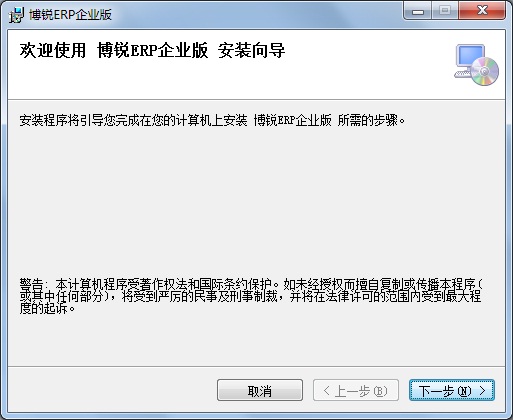 博锐ERP企业版
欢迎使用 博锐ERP企业版 安装向导
安装程序将引导您完成在您的计算机上安装 博锐ERP企业版 所需的步骤。
警告: 本计算机程序受著作权法和国际条约保护。如未经授权而擅自复制或传播本程序(
或其中任何部分)，将受到严厉的民事及刑事制裁，并将在法律许可的范围内受到最大程
度的起诉。
取消
< 上一步(B)
下一步(N) >